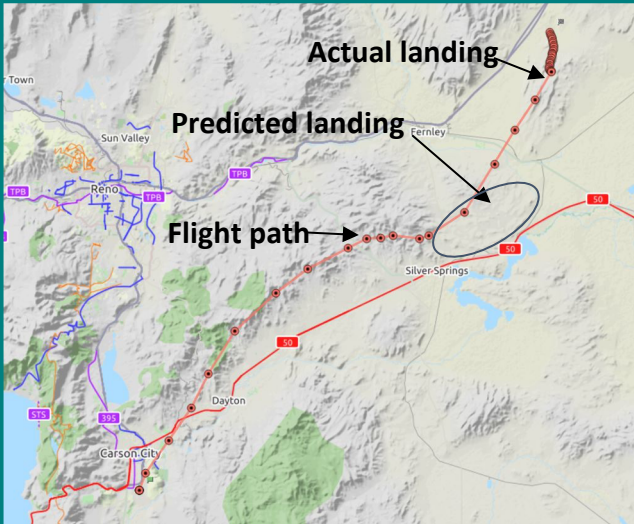 Actual landing
er Town
Predicted landing
Sun Valley
Fernley
TPB
TPB
Reno
TPB
50
Flight path
50
Silver Springs
50
Dayton
STS
395
Carson City